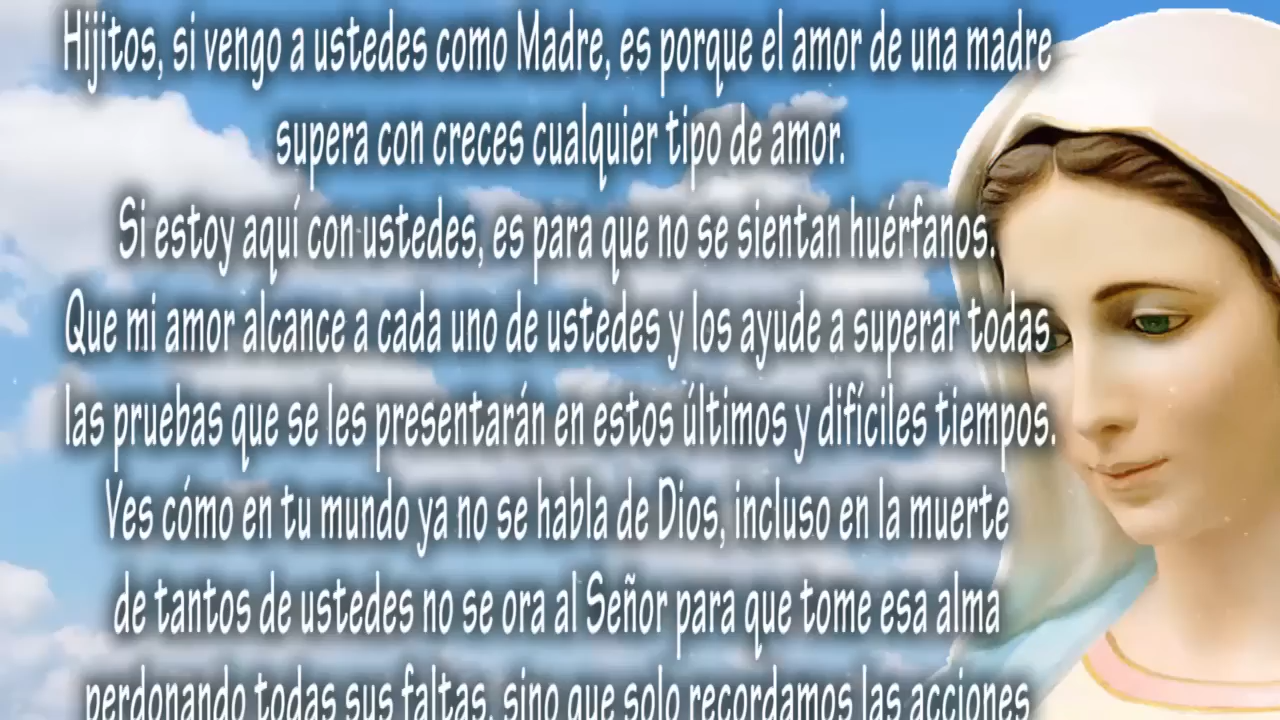 Hijitos, si vengo a ustedes como Madre, es porque el amor de una madre
supera con creces cualquier tipo de amor.
Si estoy aquí con ustedes, es para que no se sientan huérfanos.
Que mi amor alcance a cada uno de ustedes y los ayude a superar todas
las pruebas que se les presentarán en estos últimos y difíciles tiempos.
Ves cómo en tu mundo ya no se habla de Dios, incluso en la muerte
de tantos de ustedes no se ora al Señor para que tome esa alma
perdonando todas sus faltas, sino que solo recordamos las acciones